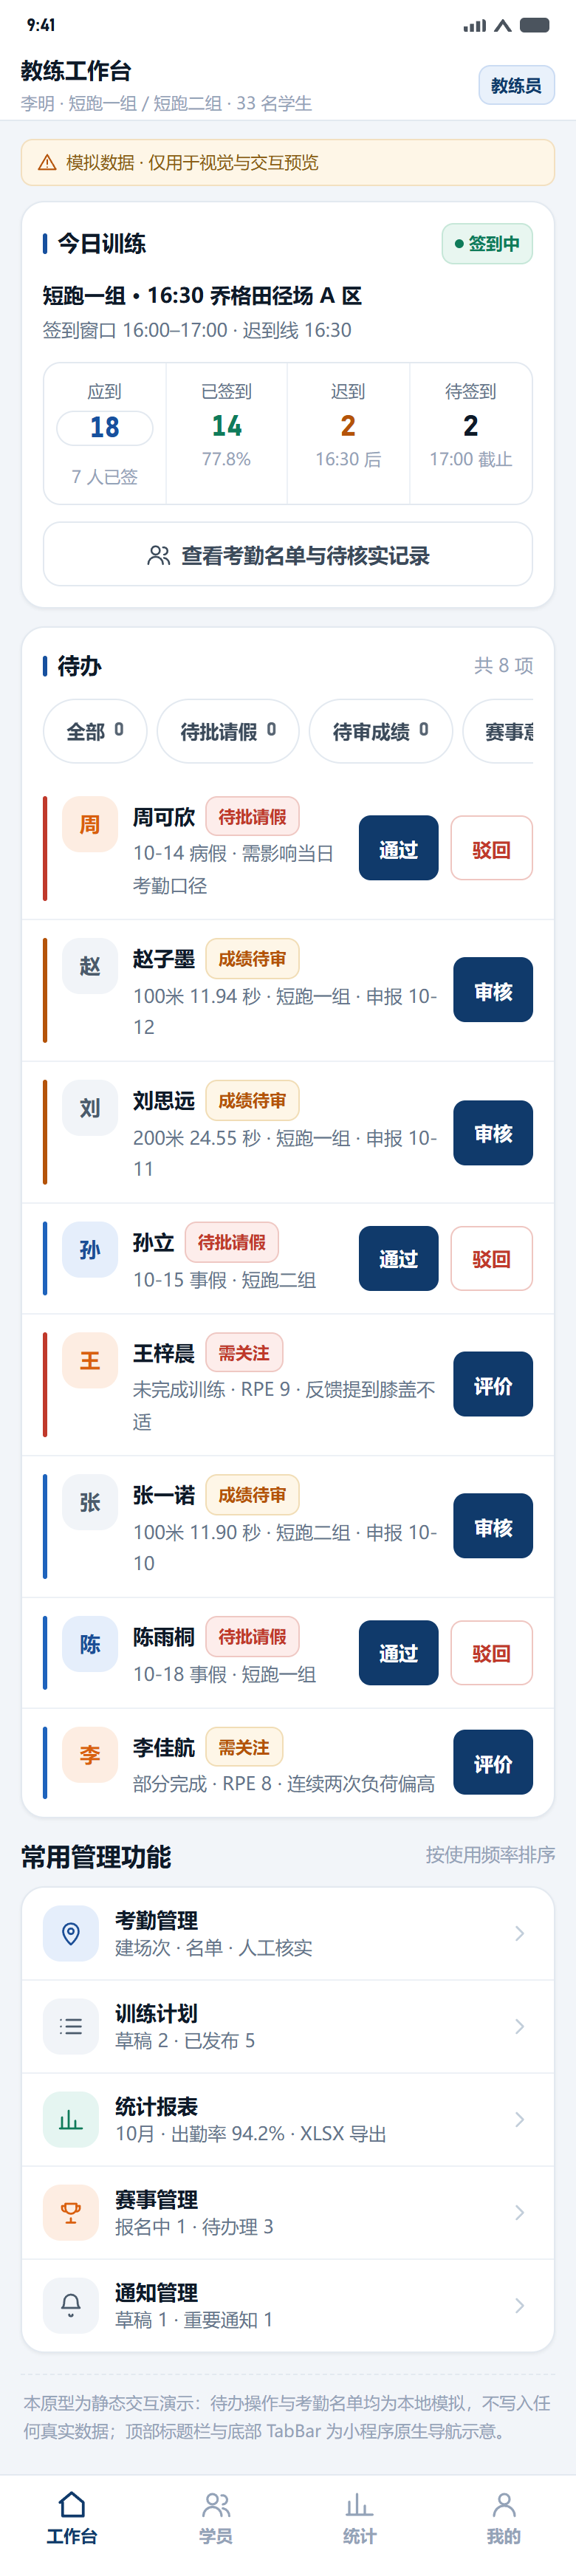 9:41
教练工作台
李明 · 短跑一组 / 短跑二组 · 33 名学生
教练员
模拟数据 · 仅用于视觉与交互预览
今日训练
签到中
短跑一组 • 16:30 乔格田径场 A 区
签到窗口 16:00–17:00 · 迟到线 16:30
应到 已签到 迟到 待签到
18 14 2 2
7 人已签 77.8% 16:30 后 17:00 截止
查看考勤名单与待核实记录
待办
共 8 项
全部 0 待批请假 0 待审成绩 0 赛事
周
周可欣 待批请假
10-14 病假 · 需影响当日
考勤口径
通过 驳回
赵
赵子墨 成绩待审
100米 11.94 秒 · 短跑一组 · 申报 10-
12
审核
刘
刘思远 成绩待审
200米 24.55 秒 · 短跑一组 · 申报 10-
11
审核
孙
孙立 待批请假
10-15 事假 · 短跑二组
通过 驳回
王
王梓晨 需关注
未完成训练 · RPE 9 · 反馈提到膝盖不
适
评价
张
张一诺 成绩待审
100米 11.90 秒 · 短跑二组 · 申报 10-
10
审核
陈
陈雨桐 待批请假
10-18 事假 · 短跑一组
通过 驳回
李
李佳航 需关注
部分完成 · RPE 8 · 连续两次负荷偏高
评价
常用管理功能
按使用频率排序
考勤管理
建场次 · 名单 · 人工核实
训练计划
草稿 2 · 已发布 5
统计报表
10月 · 出勤率 94.2% · XLSX 导出
赛事管理
报名中 1 · 待办理 3
通知管理
草稿 1 · 重要通知 1
本原型为静态交互演示：待办操作与考勤名单均为本地模拟，不写入任
何真实数据；顶部标题栏与底部 TabBar 为小程序原生导航示意。
工作台 学员 统计 我的